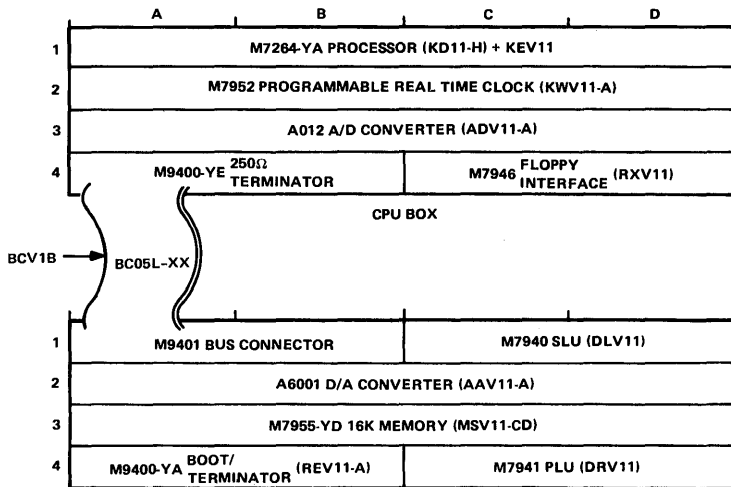 A B C D
1 M7264-YA PROCESSOR (KD11-H) + KEV11
2 M7952 PROGRAMMABLE REAL TIME CLOCK (KWV11-A)
3 A012 A/D CONVERTER (ADV11-A)
4 M9400-YE 250Ω TERMINATOR M7946 FLOPPY INTERFACE (RXV11)
CPU BOX
BCV1B BC05L-XX
1 M9401 BUS CONNECTOR M7940 SLU (DLV11)
2 A6001 D/A CONVERTER (AAV11-A)
3 M7955-YD 16K MEMORY (MSV11-CD)
4 M9400-YA BOOT/ TERMINATOR (REV11-A) M7941 PLU (DRV11)